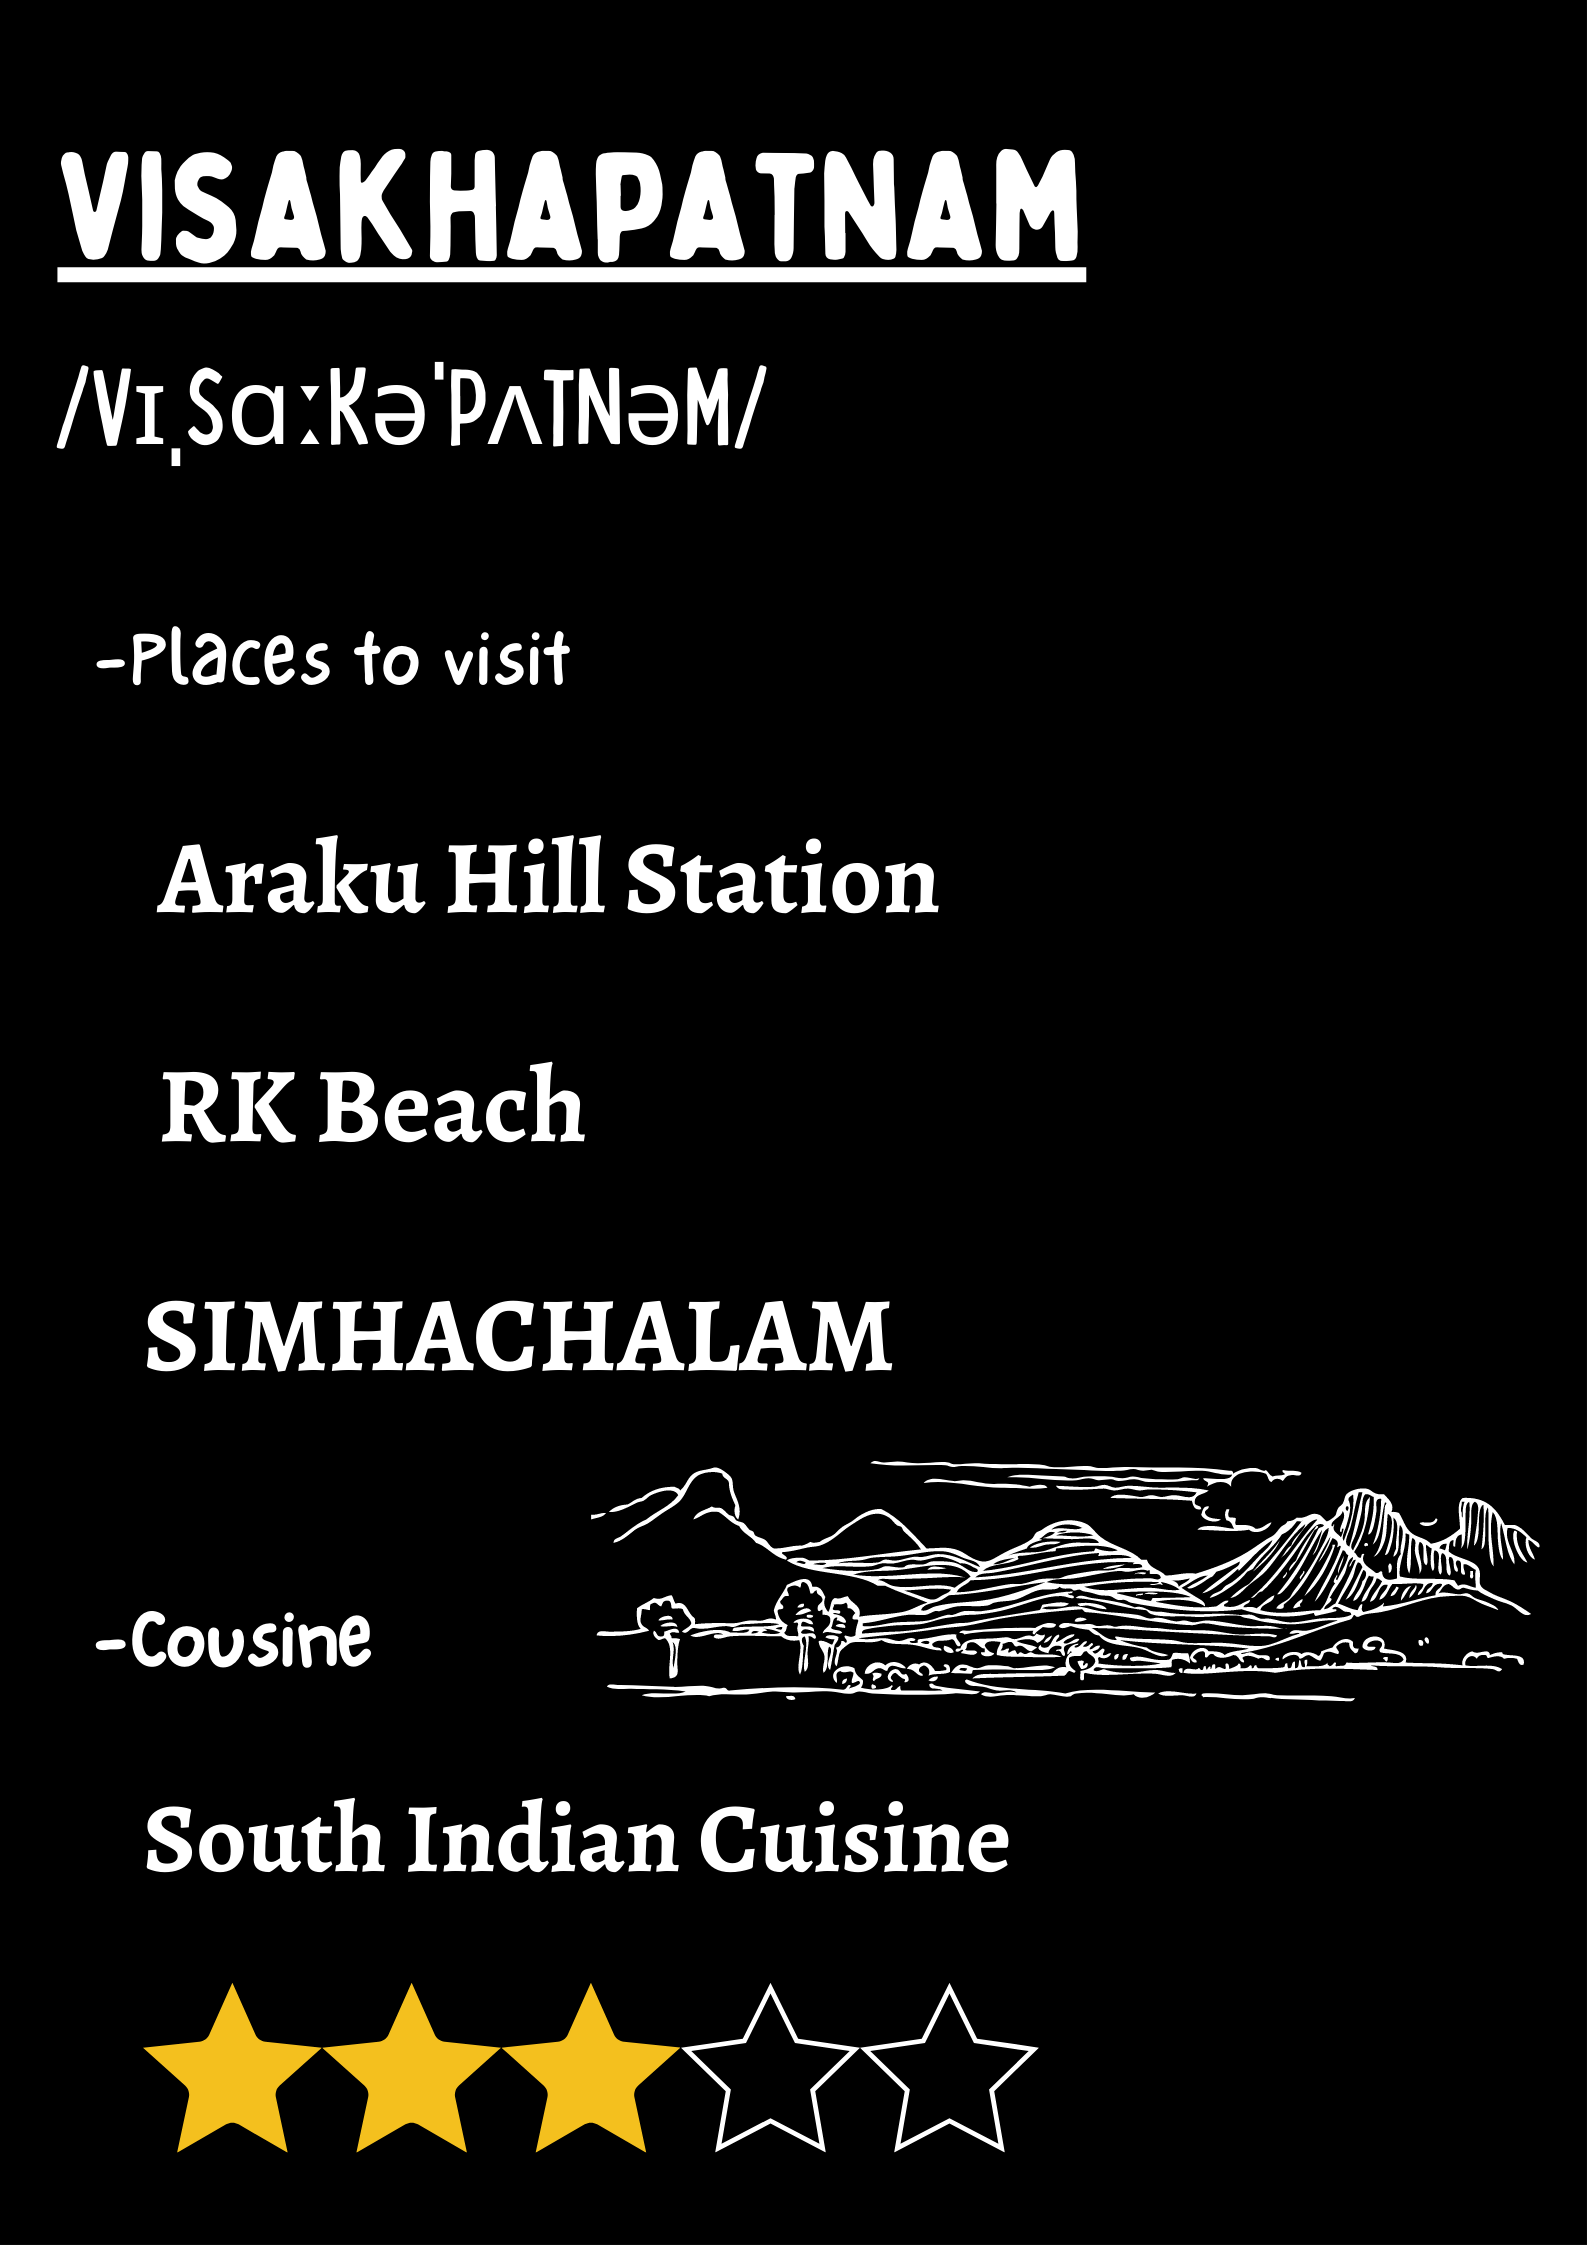 VISAKHAPATNAM
/Vɪˌsɑːkəˈpʌtnəm/
-Places to visit
Araku Hill Station
RK Beach
SIMHACHALAM
-Cousine
South Indian Cuisine